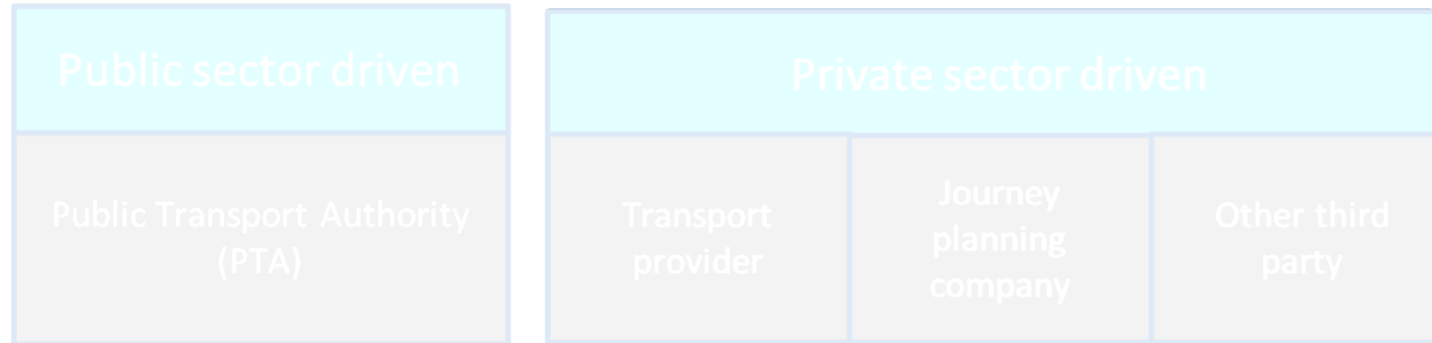 Public sector driven
Private sector driven
Public Transport Authority
(PTA)
Transport
provider
Journey
planning
company
Other third
party